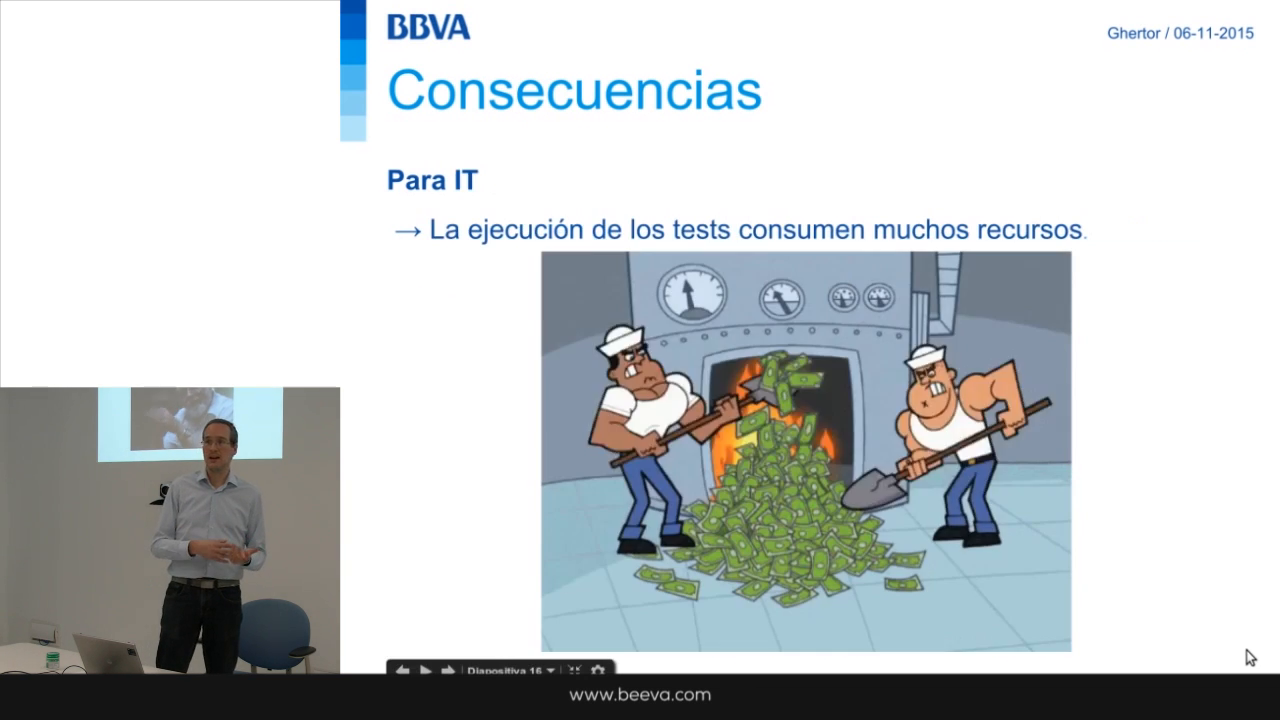 BBVA
Ghertor / 06-11-2015
Consecuencias
Para IT
→ La ejecución de los tests consumen muchos recursos.
Diapositiva 16
www.beeva.com